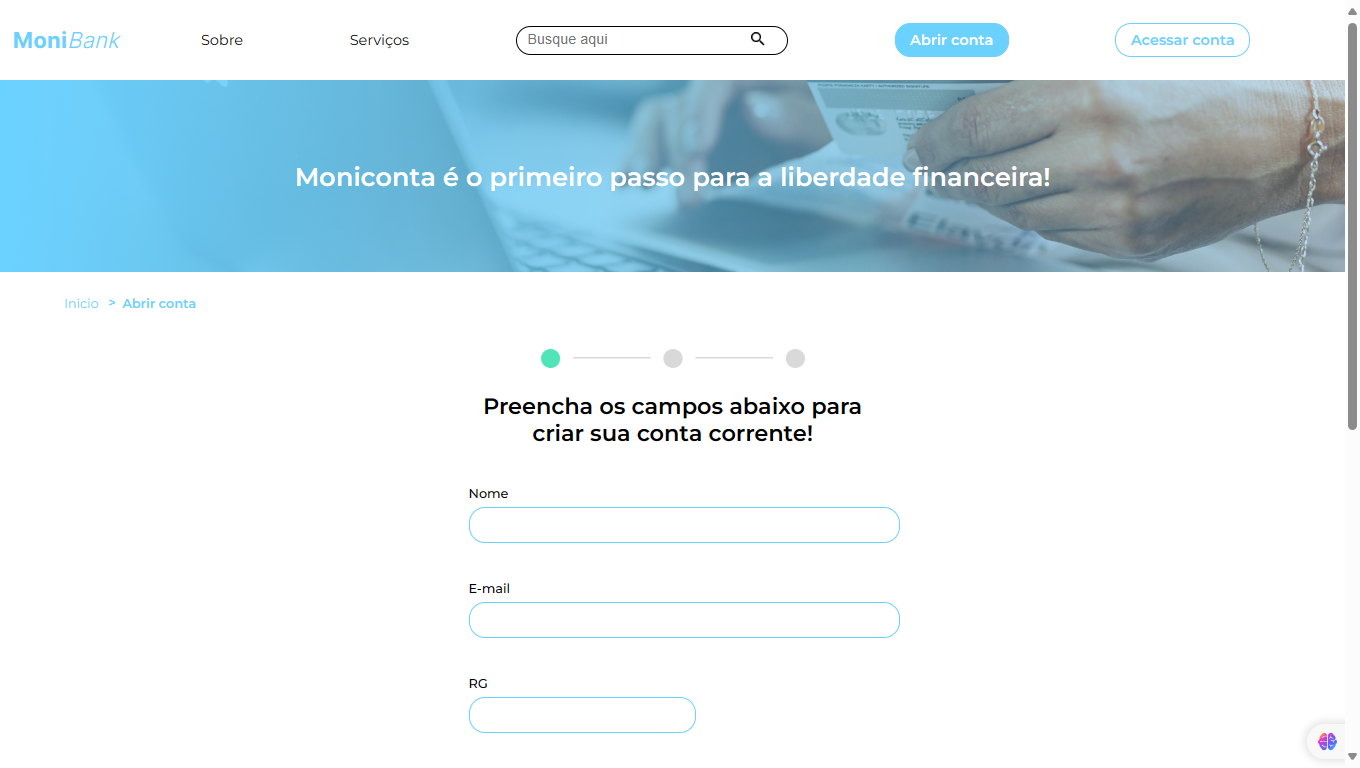 MoniBank
Sobre
Serviços
Busque aqui
Abrir conta
Acessar conta
Moniconta é o primeiro passo para a liberdade financeira!
Inicio > Abrir conta
Preencha os campos abaixo para
criar sua conta corrente!
Nome
E-mail
RG